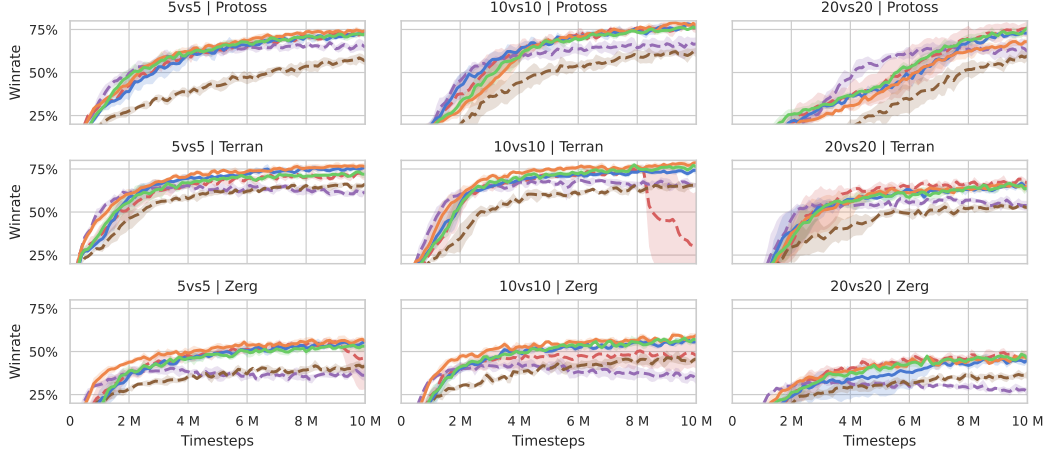 5vs5 | Protoss
10vs10 | Protoss
20vs20 | Protoss
Winrate
75%
50%
25%
5vs5 | Terran
10vs10 | Terran
20vs20 | Terran
Winrate
75%
50%
25%
5vs5 | Zerg
10vs10 | Zerg
20vs20 | Zerg
Winrate
75%
50%
25%
0 2 M 4 M 6 M 8 M 10 M
0 2 M 4 M 6 M 8 M 10 M
0 2 M 4 M 6 M 8 M 10 M
Timesteps
Timesteps
Timesteps